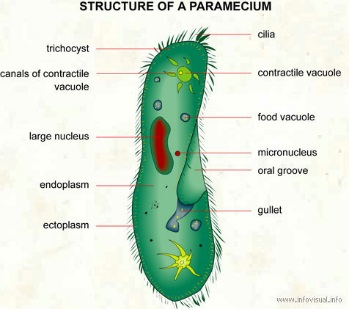 STRUCTURE OF A PARAMECIUM
cilia
trichocyst
canals of contractile
vacuole
contractile vacuole
food vacuole
large nucleus
micronucleus
oral groove
endoplasm
gullet
ectoplasm
www.infovisual.info